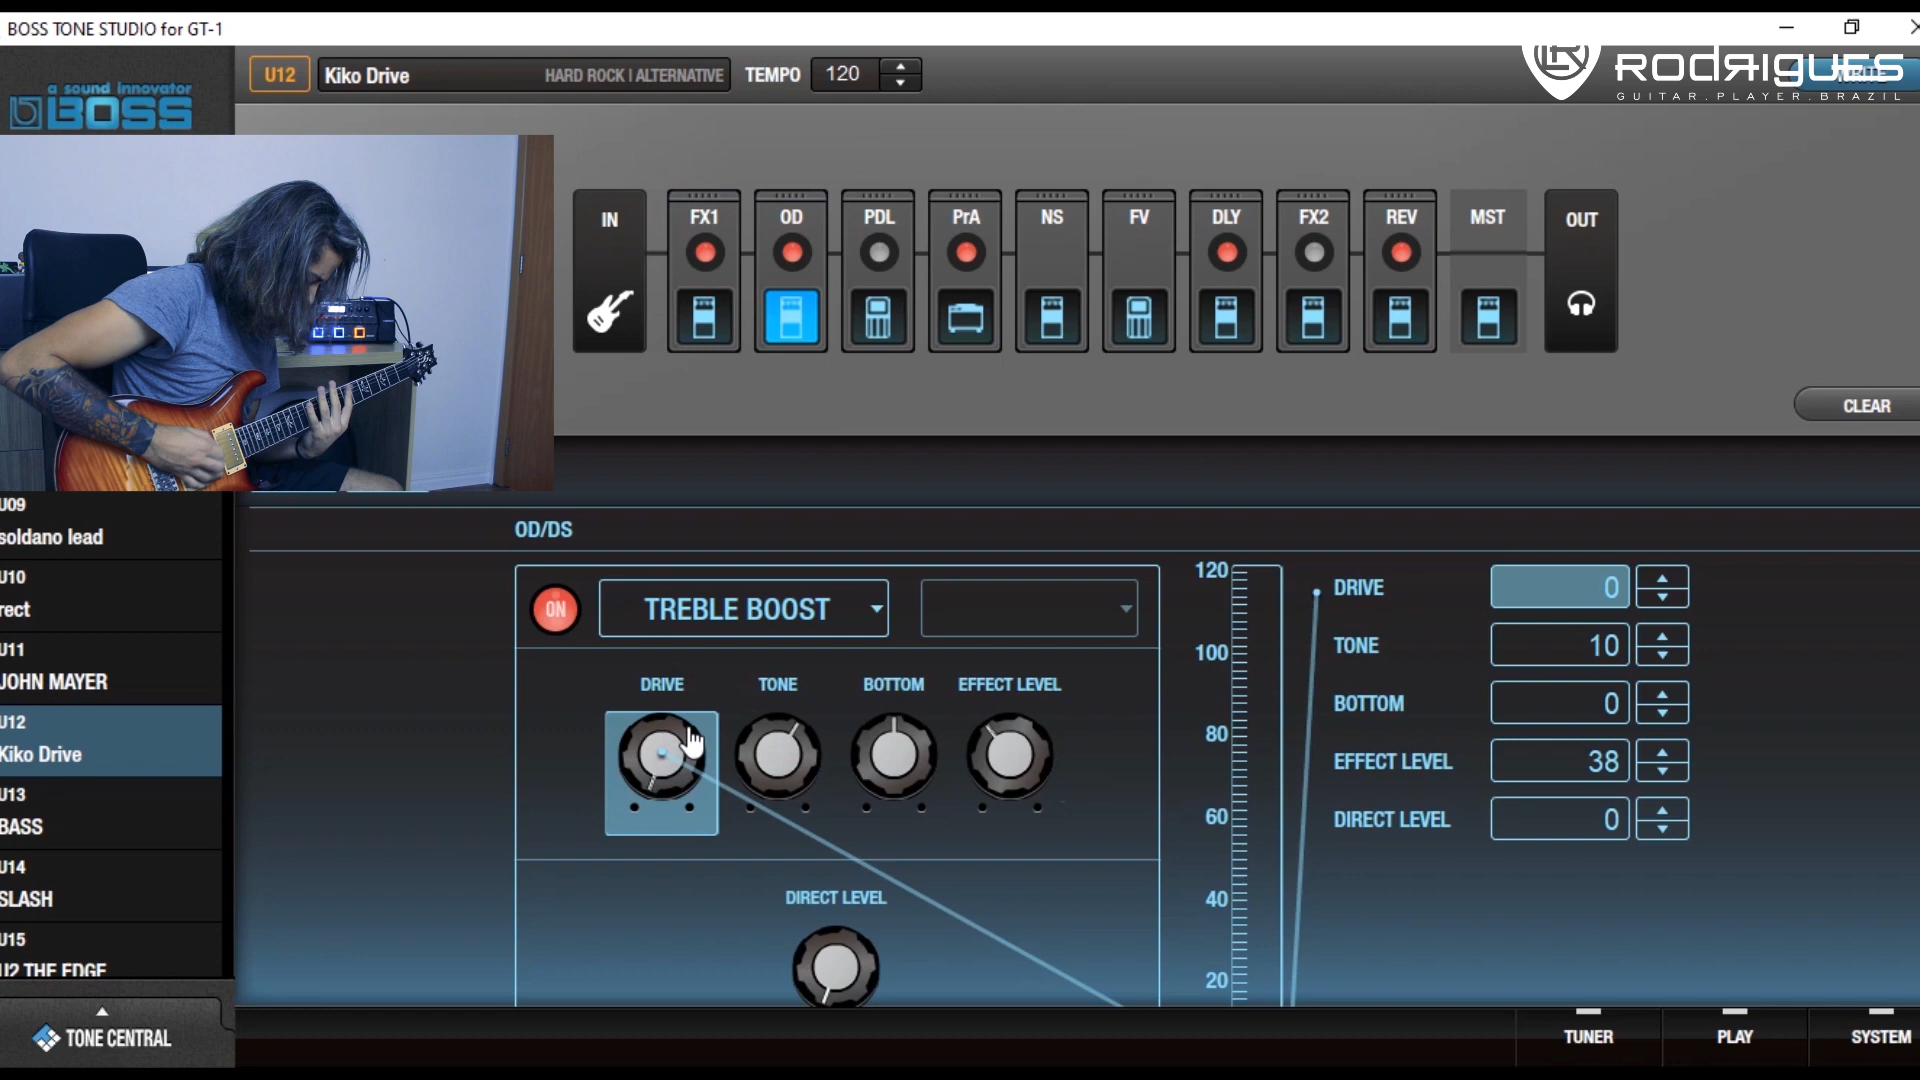 BOSS TONE STUDIO for GT-1
U12
Kiko Drive
HARD ROCK | ALTERNATIVE
TEMPO
120
RODRIGUES
GUITAR.PLAYER.BRAZIL
WRITE
a sound innovator
BOSS
IN
FX1
OD
PDL
PrA
NS
FV
DLY
FX2
REV
MST
OUT
CLEAR
U09
soldano lead
U10
rect
U11
JOHN MAYER
U12
Kiko Drive
U13
BASS
U14
SLASH
U15
U2 THE EDGE
TONE CENTRAL
OD/DS
ON
TREBLE BOOST
DRIVE
TONE
BOTTOM
EFFECT LEVEL
DIRECT LEVEL
120
100
80
60
40
20
DRIVE 0
TONE 10
BOTTOM 0
EFFECT LEVEL 38
DIRECT LEVEL 0
TUNER
PLAY
SYSTEM